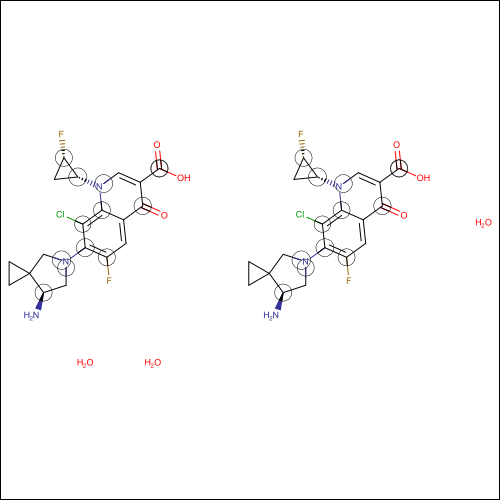 F F
O O
OH OH
N N
Cl O Cl O
H₂O
N N
F F
H₂N H₂N
H₂O H₂O